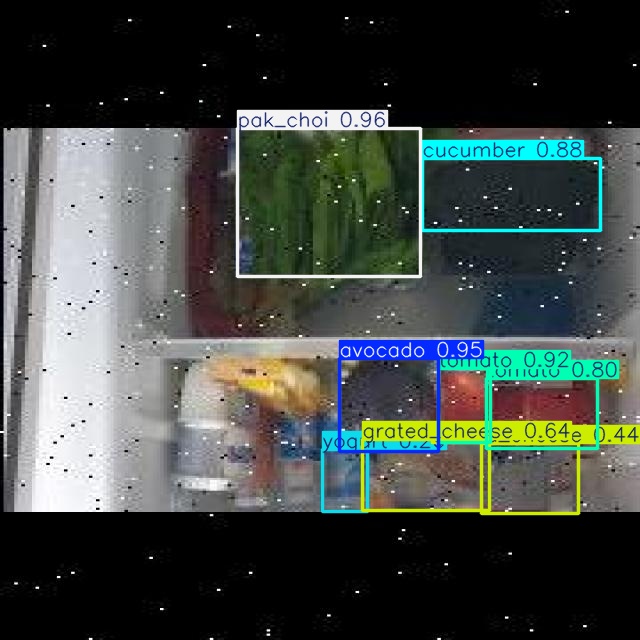 pak_choi 0.96
cucumber 0.88
avocado 0.95
tomato 0.92
tomato 0.80
grated_cheese 0.64
0.44